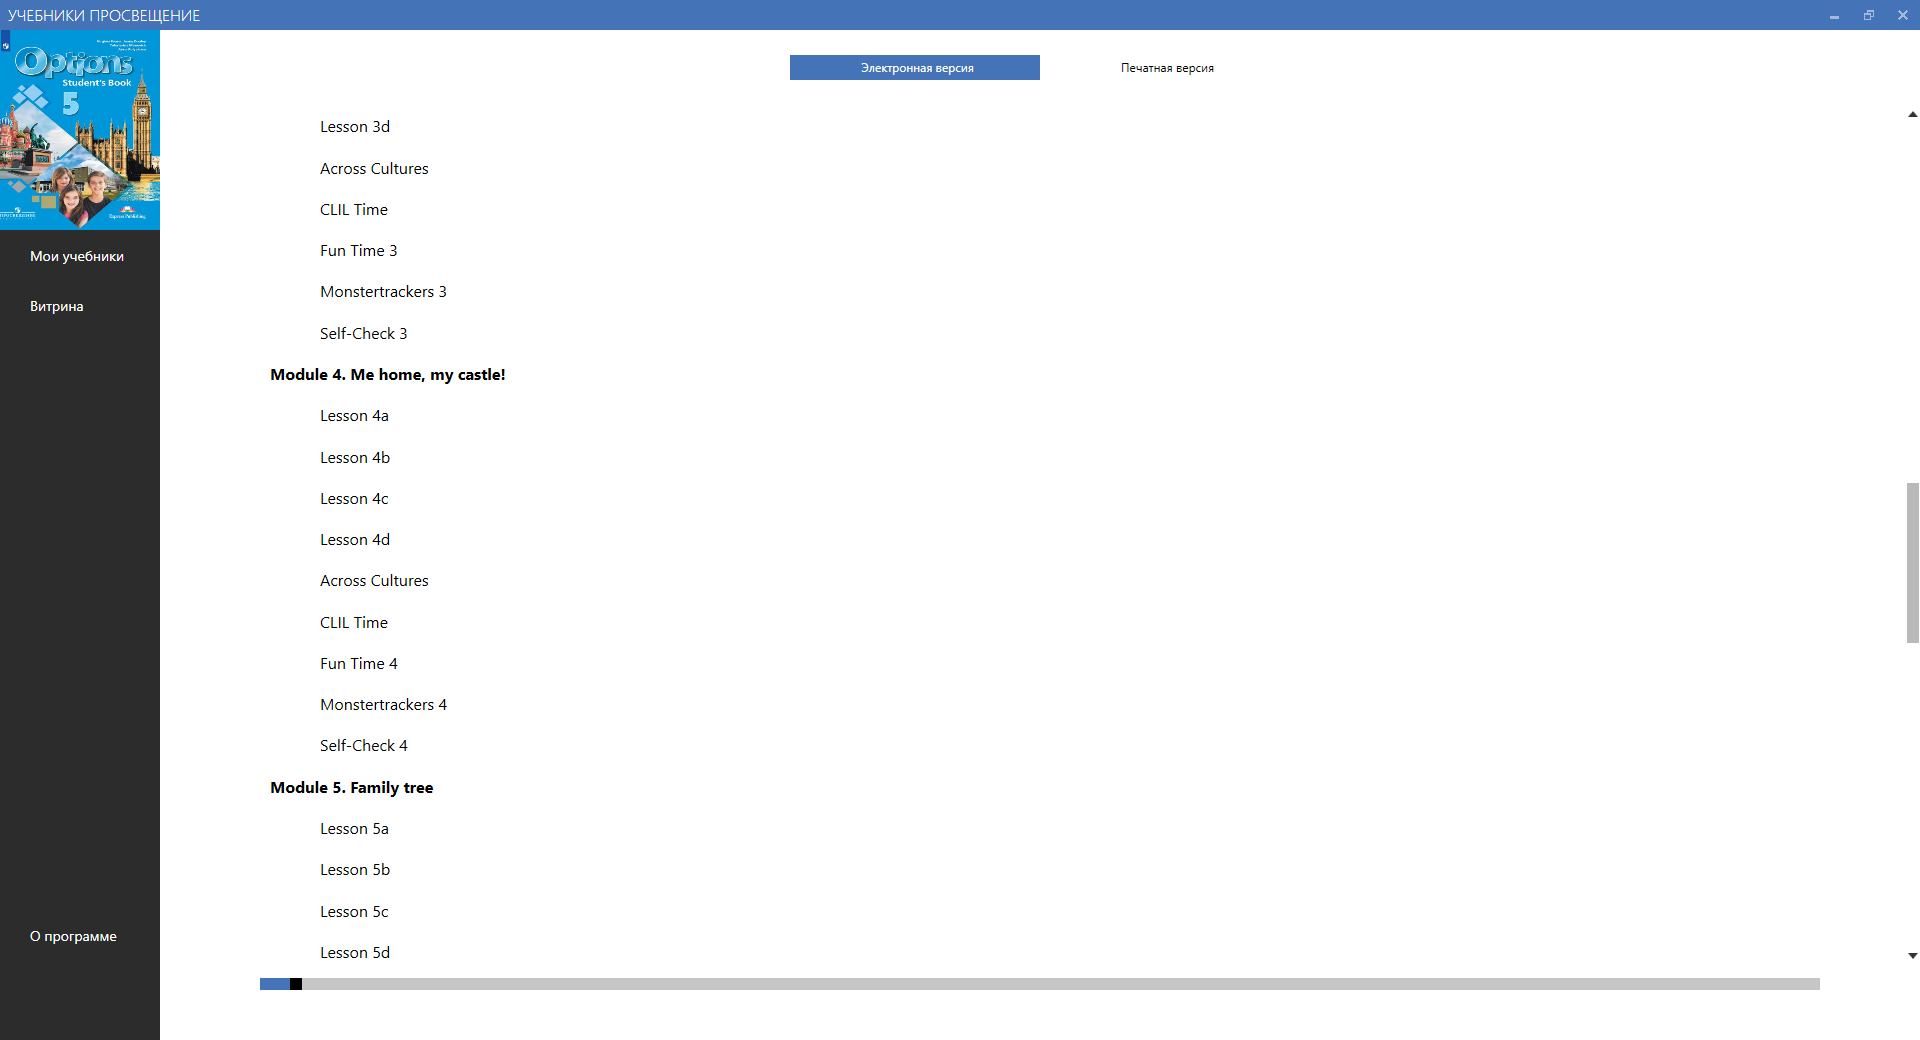 УЧЕБНИКИ ПРОСВЕЩЕНИЕ
Options
Student's Book
5
ПРОСВЕЩЕНИЕ
Express Publishing
Мои учебники
Витрина
О программе
Электронная версия
Печатная версия
Lesson 3d
Across Cultures
CLIL Time
Fun Time 3
Monstertrackers 3
Self-Check 3
Module 4. Me home, my castle!
Lesson 4a
Lesson 4b
Lesson 4c
Lesson 4d
Across Cultures
CLIL Time
Fun Time 4
Monstertrackers 4
Self-Check 4
Module 5. Family tree
Lesson 5a
Lesson 5b
Lesson 5c
Lesson 5d